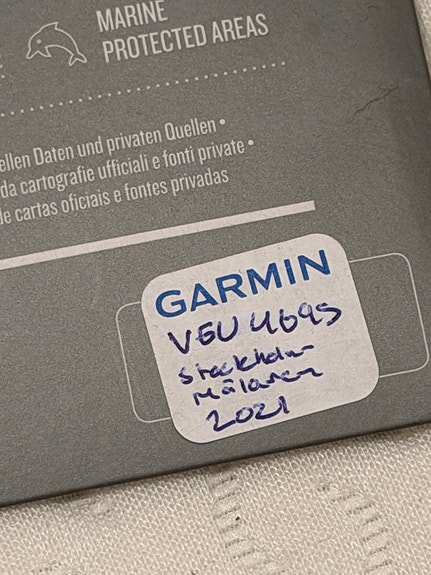 MARINE
PROTECTED AREAS
ellen Daten und privaten Quellen •
da cartografie ufficiali e fonti private •
de cartas oficiais e fontes privadas
GARMIN
VEU469S
Stockholm
Mälaren
2021